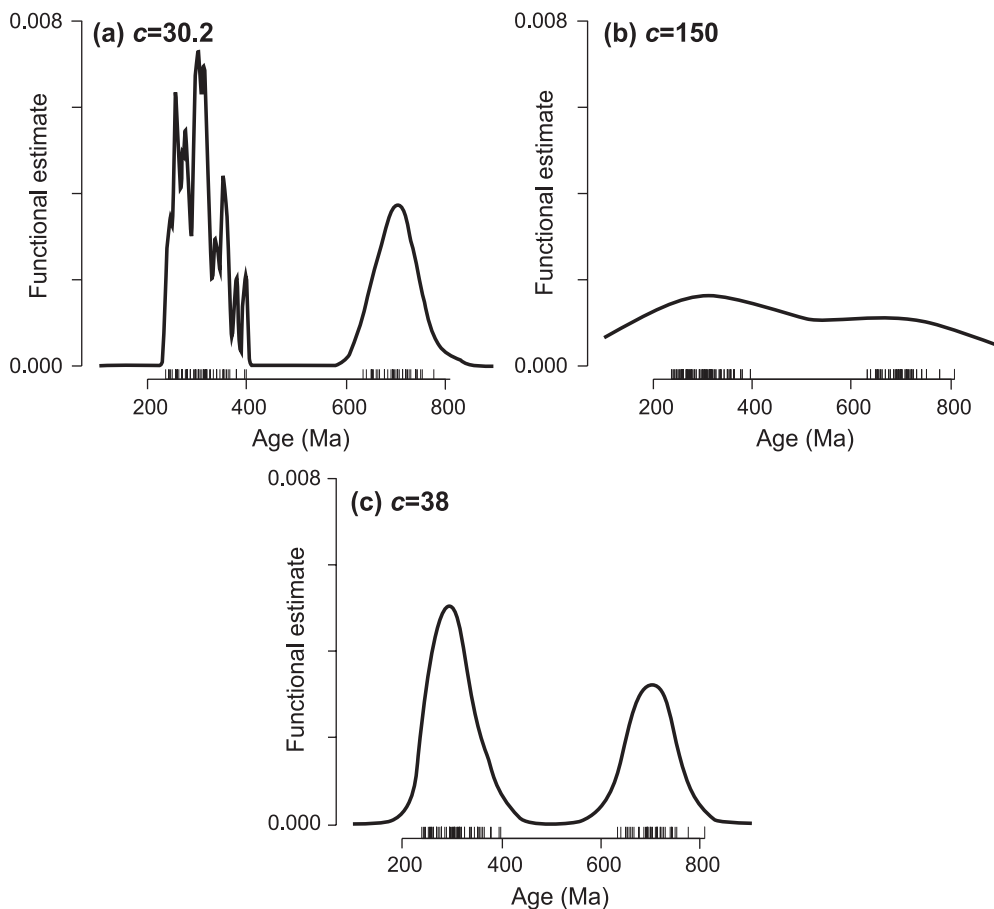 0.008
(a) c=30.2
Functional estimate
0.000
200 400 600 800
Age (Ma)
0.008
(b) c=150
Functional estimate
0.000
200 400 600 800
Age (Ma)
0.008
(c) c=38
Functional estimate
0.000
200 400 600 800
Age (Ma)